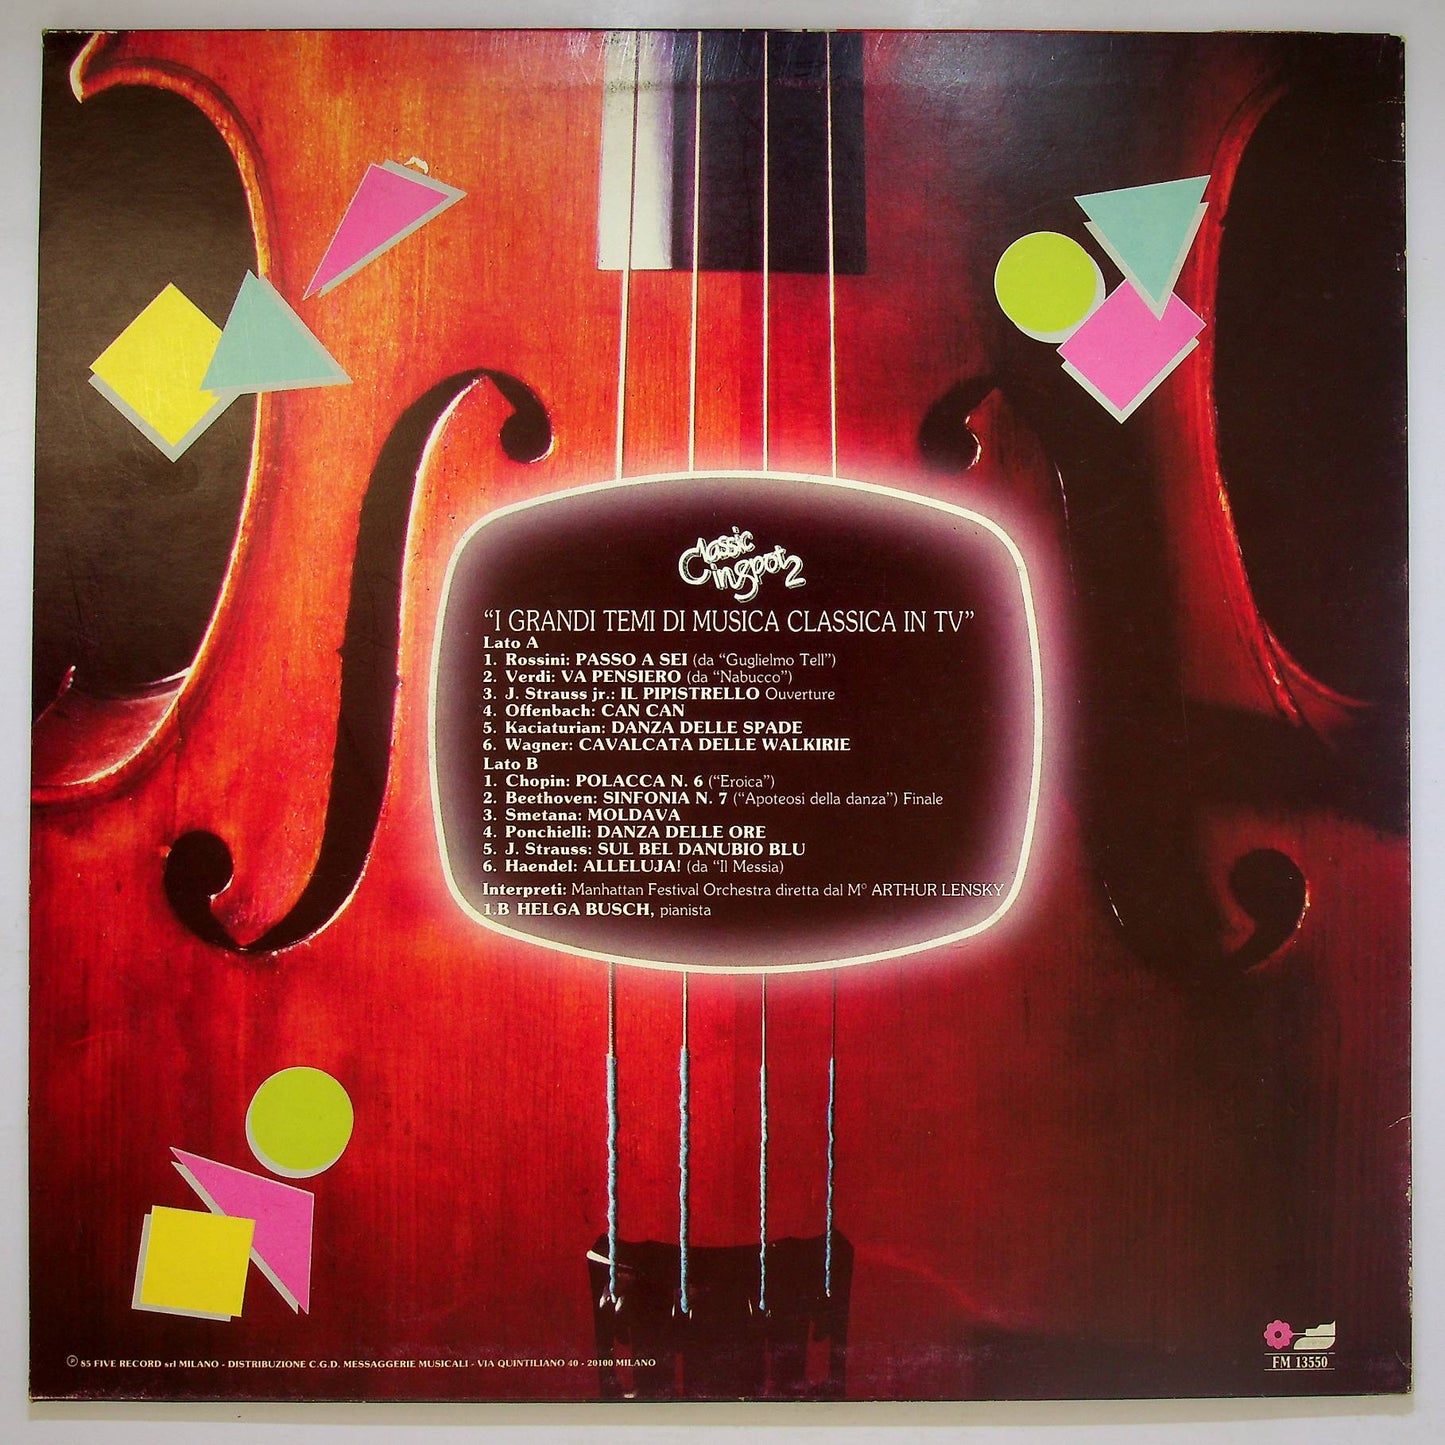 Classic
inspot 2
“I GRANDI TEMI DI MUSICA CLASSICA IN TV”
Lato A
1. Rossini: PASSO A SEI (da “Guglielmo Tell”)
2. Verdi: VA PENSIERO (da “Nabucco”)
3. J. Strauss jr.: IL PIPISTRELLO Ouverture
4. Offenbach: CAN CAN
5. Kaciaturian: DANZA DELLE SPADE
6. Wagner: CAVALCATA DELLE WALKIRIE
Lato B
1. Chopin: POLACCA N. 6 (“Eroica”)
2. Beethoven: SINFONIA N. 7 (“Apoteosi della danza”) Finale
3. Smetana: MOLDAVA
4. Ponchielli: DANZA DELLE ORE
5. J. Strauss: SUL BEL DANUBIO BLU
6. Haendel: ALLELUJA! (da “Il Messia)
Interpreti: Manhattan Festival Orchestra diretta dal M° ARTHUR LENSKY
1.B HELGA BUSCH, pianista
℗ 85 FIVE RECORD srl MILANO - DISTRIBUZIONE C.G.D. MESSAGGERIE MUSICALI - VIA QUINTILIANO 40 - 20100 MILANO
FM 13550